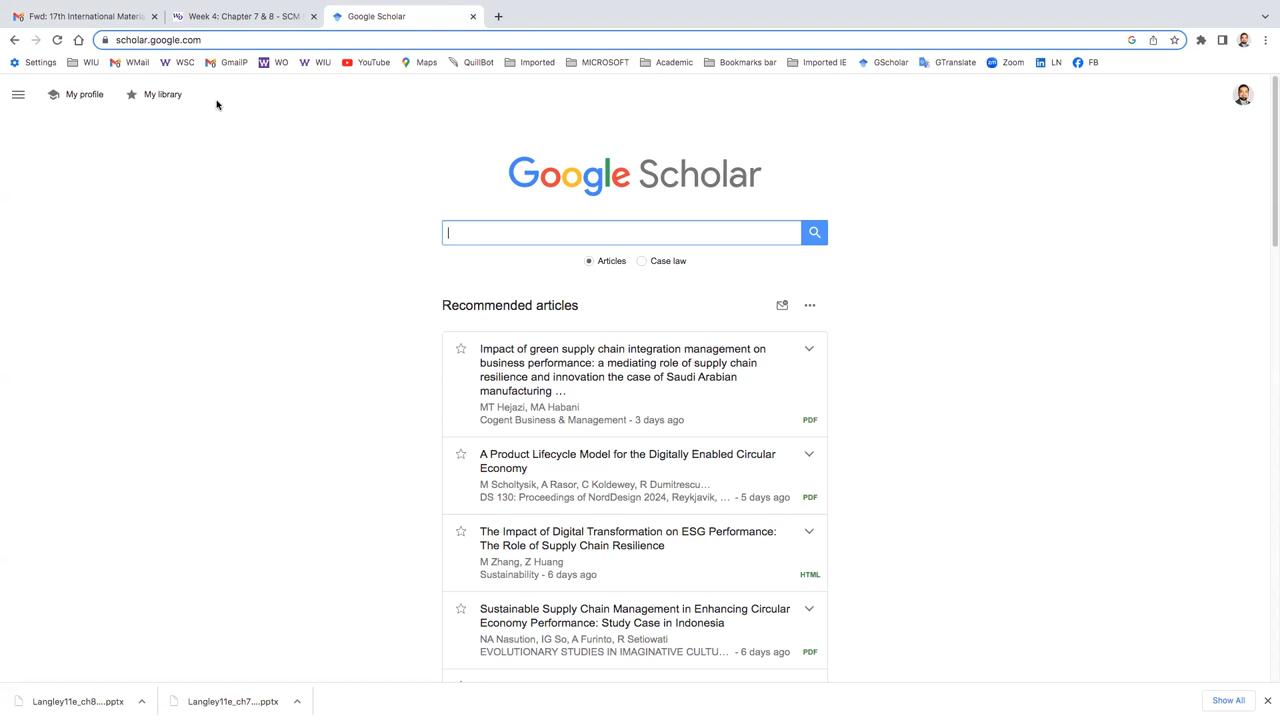 Fwd: 17th International Materia
Week 4: Chapter 7 & 8 - SCM
Google Scholar
scholar.google.com
Settings WIU WMail WSC GmailP WO WIU YouTube Maps QuillBot Imported MICROSOFT Academic Bookmarks bar Imported IE GScholar GTranslate Zoom LN FB
My profile My library
Google Scholar
Articles Case law
Recommended articles
Impact of green supply chain integration management on
business performance: a mediating role of supply chain
resilience and innovation the case of Saudi Arabian
manufacturing …
MT Hejazi, MA Habani
Cogent Business & Management - 3 days ago
PDF
A Product Lifecycle Model for the Digitally Enabled Circular
Economy
M Scholtysik, A Rasor, C Koldewey, R Dumitrescu…
DS 130: Proceedings of NordDesign 2024, Reykjavik, … - 5 days ago
PDF
The Impact of Digital Transformation on ESG Performance:
The Role of Supply Chain Resilience
M Zhang, Z Huang
Sustainability - 6 days ago
HTML
Sustainable Supply Chain Management in Enhancing Circular
Economy Performance: Study Case in Indonesia
NA Nasution, IG So, A Furinto, R Setiowati
EVOLUTIONARY STUDIES IN IMAGINATIVE CULTU… - 6 days ago
PDF
Langley11e_ch8....pptx
Langley11e_ch7....pptx
Show All